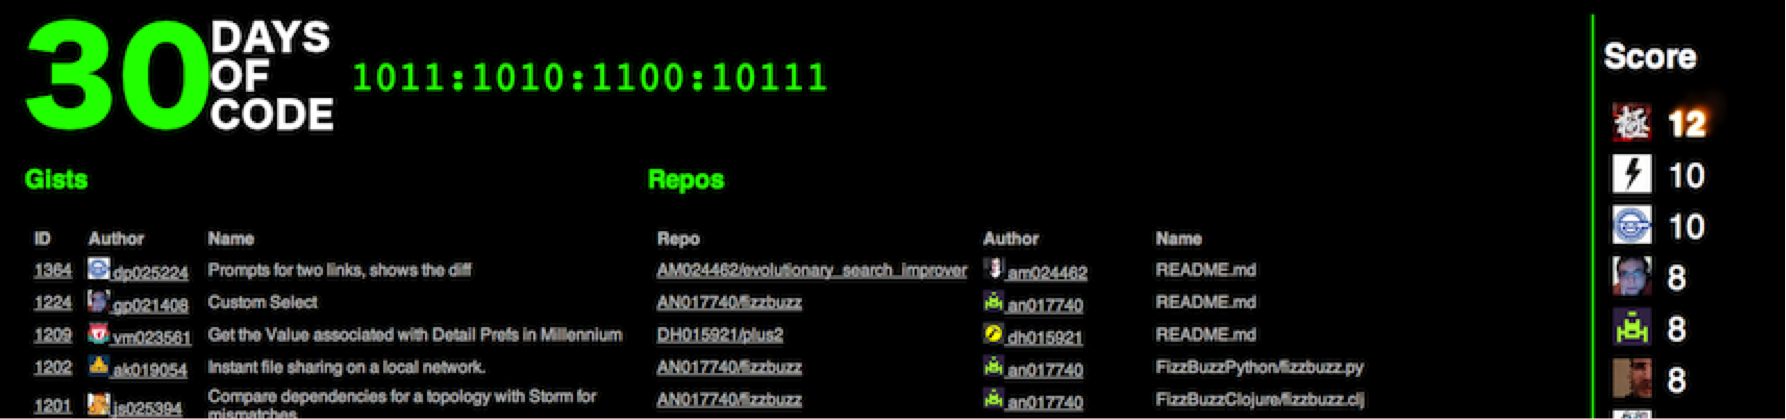 30 DAYS
OF
CODE
1011:1010:1100:10111
Gists
ID Author Name
1364 dp025224 Prompts for two links, shows the diff
1224 gp021408 Custom Select
1209 vm023561 Get the Value associated with Detail Prefs in Millennium
1202 ak019054 Instant file sharing on a local network.
1201 js025394 Compare dependencies for a topology with Storm for
mismatches.
Repos
Repo Author Name
AM024462/evolutionary_search_improver am024462 README.md
AN017740/fizzbuzz an017740 README.md
DH015921/plus2 dh015921 README.md
AN017740/fizzbuzz an017740 FizzBuzzPython/fizzbuzz.py
AN017740/fizzbuzz an017740 FizzBuzzClojure/fizzbuzz.clj
Score
極 12
10
10
8
8
8